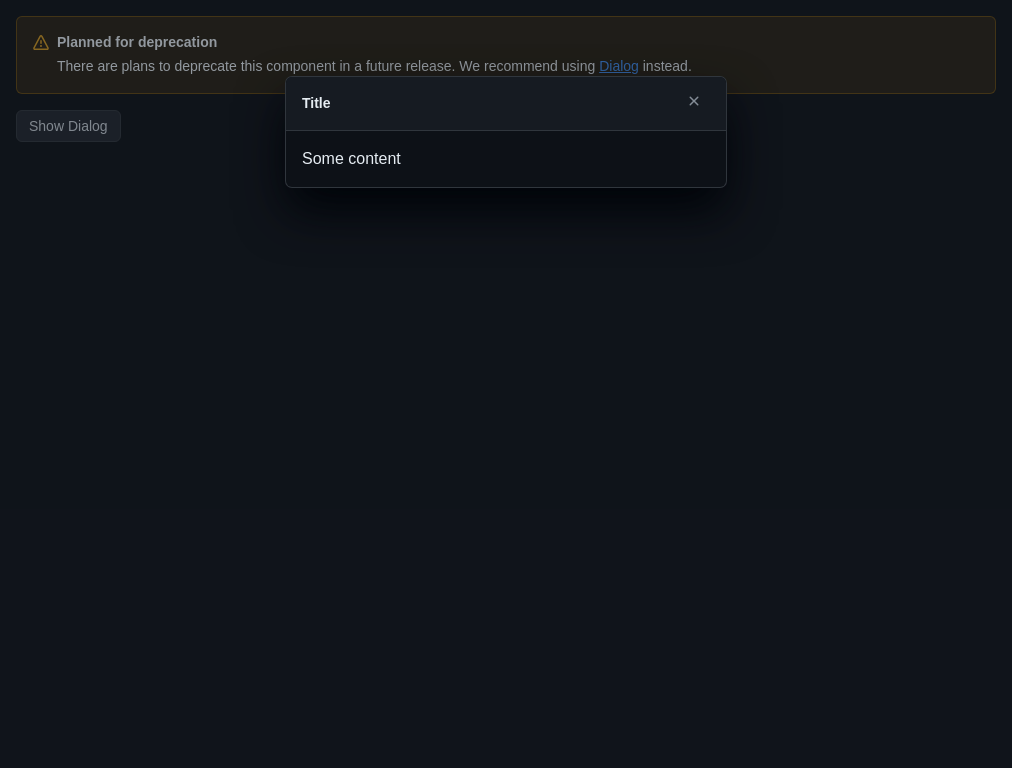 Planned for deprecation
There are plans to deprecate this component in a future release. We recommend using Dialog instead.
Title
Show Dialog
Some content